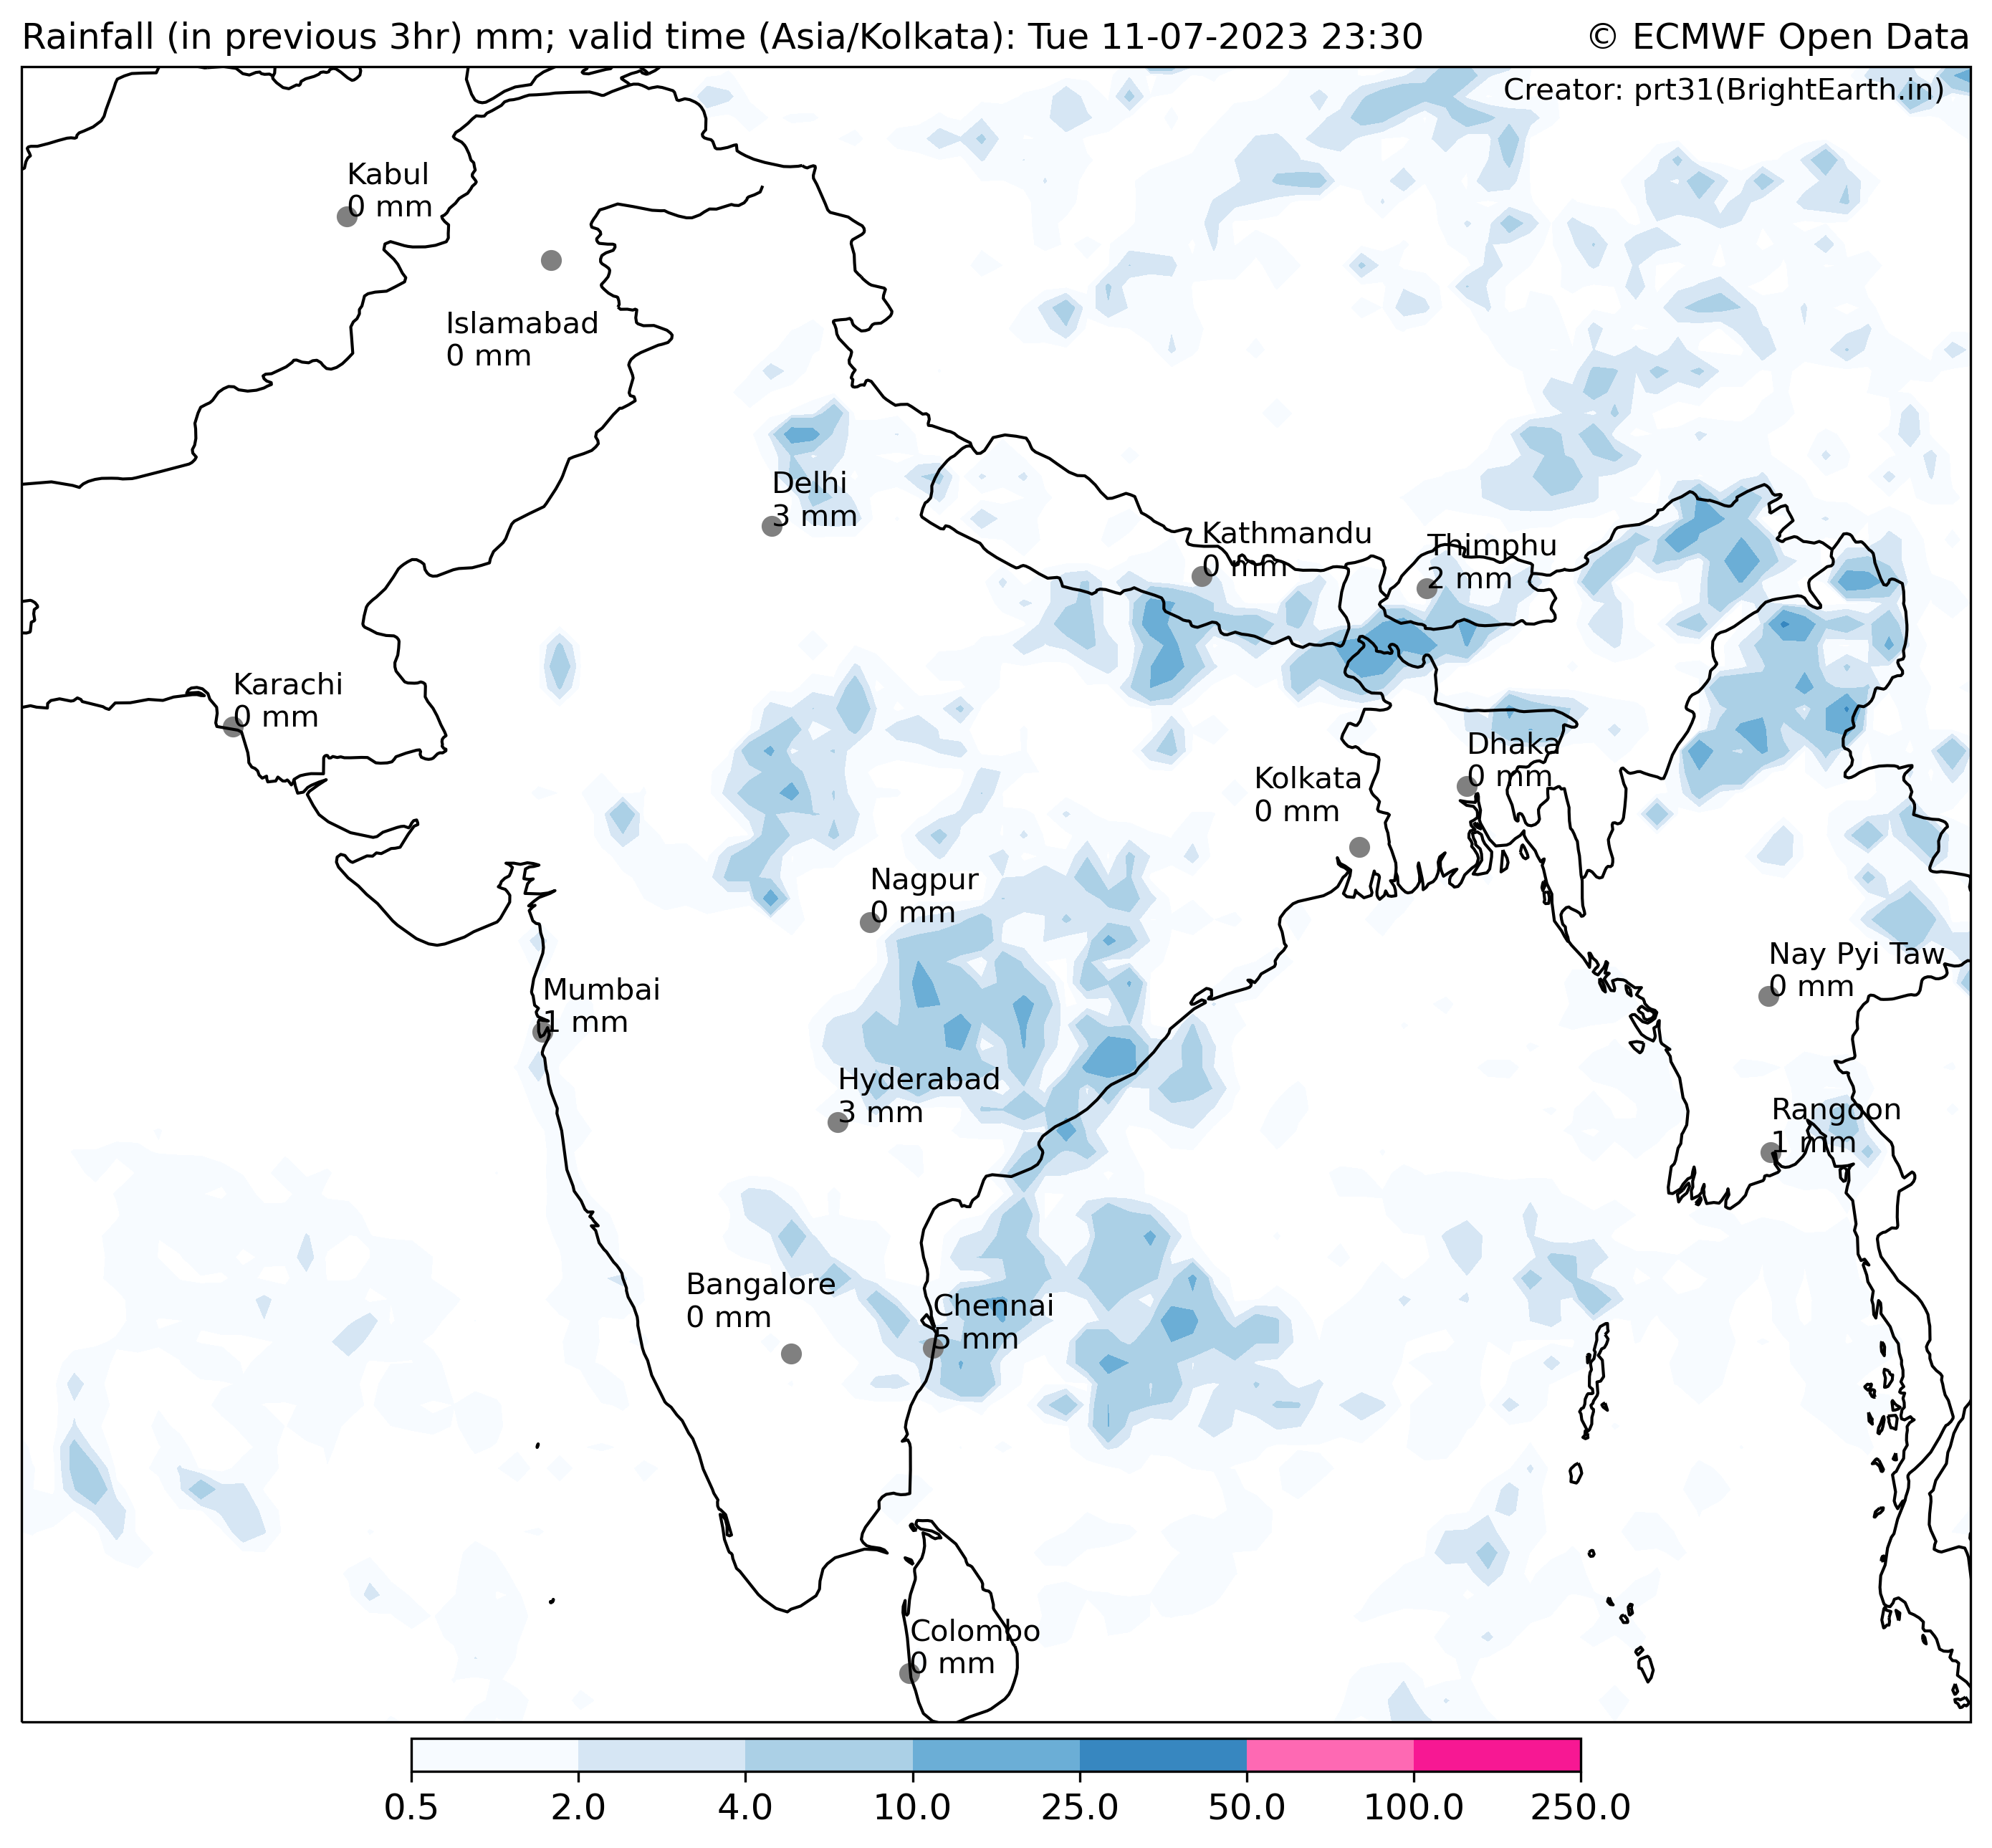 Rainfall (in previous 3hr) mm; valid time (Asia/Kolkata): Tue 11-07-2023 23:30
© ECMWF Open Data
Creator: prt31(BrightEarth.in)
Kabul
0 mm
Islamabad
0 mm
Delhi
3 mm
Kathmandu
0 mm
Thimphu
2 mm
Karachi
0 mm
Dhaka
0 mm
Kolkata
0 mm
Nagpur
0 mm
Nay Pyi Taw
0 mm
Mumbai
1 mm
Hyderabad
3 mm
Rangoon
1 mm
Bangalore
0 mm
Chennai
5 mm
Colombo
0 mm
0.5 2.0 4.0 10.0 25.0 50.0 100.0 250.0